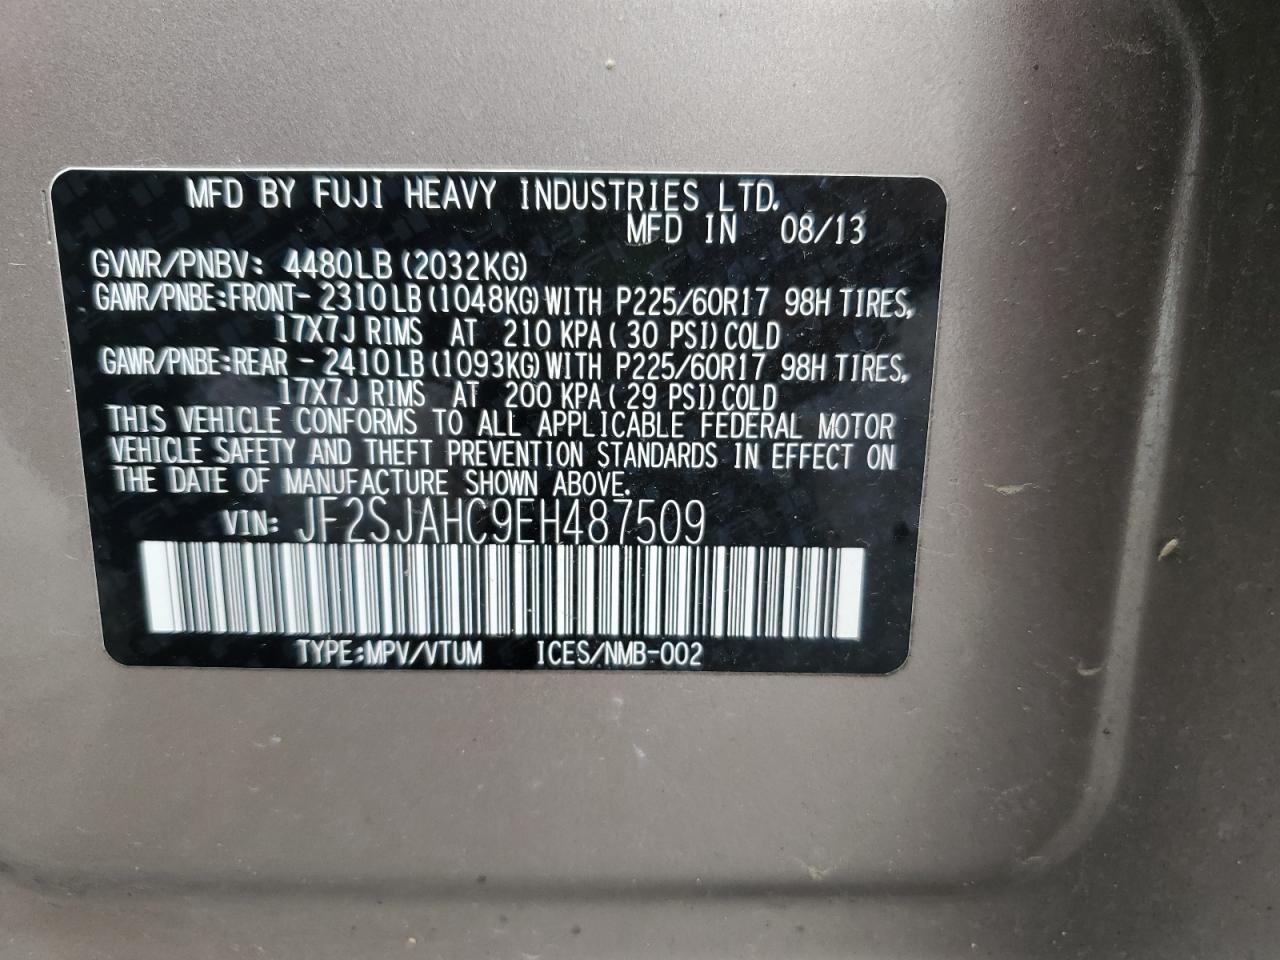 MFD BY FUJI HEAVY INDUSTRIES LTD.
MFD IN 08/13
GVWR/PNBV: 4480LB (2032KG)
GAWR/PNBE:FRONT- 2310LB (1048KG) WITH P225/60R17 98H TIRES,
17X7J RIMS AT 210 KPA ( 30 PSI) COLD
GAWR/PNBE:REAR - 2410LB (1093KG) WITH P225/60R17 98H TIRES,
17X7J RIMS AT 200 KPA ( 29 PSI) COLD
THIS VEHICLE CONFORMS TO ALL APPLICABLE FEDERAL MOTOR
VEHICLE SAFETY AND THEFT PREVENTION STANDARDS IN EFFECT ON
THE DATE OF MANUFACTURE SHOWN ABOVE.
VIN: JF2SJAHC9EH487509
TYPE:MPV/VTUM ICES/NMB-002